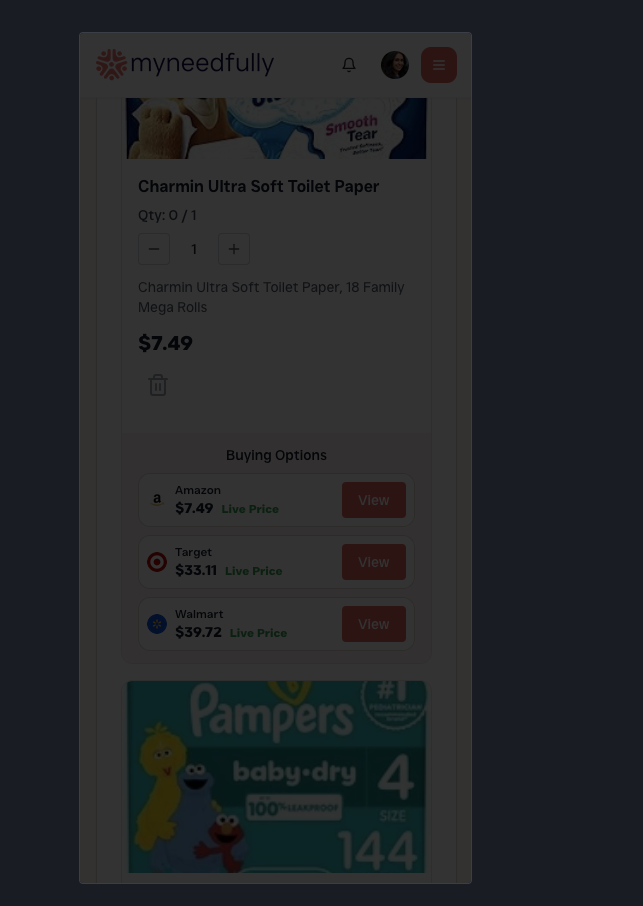 myneedfully
Smooth
Tear
Charmin Ultra Soft Toilet Paper
Qty: 0 / 1
1
Charmin Ultra Soft Toilet Paper, 18 Family
Mega Rolls
$7.49
Buying Options
a
Amazon
$7.49 Live Price
View
Target
$33.11 Live Price
View
Walmart
$39.72 Live Price
View
#1
PEDIATRICIAN
Pampers
baby-dry
4
100% LEAKPROOF
SIZE
144